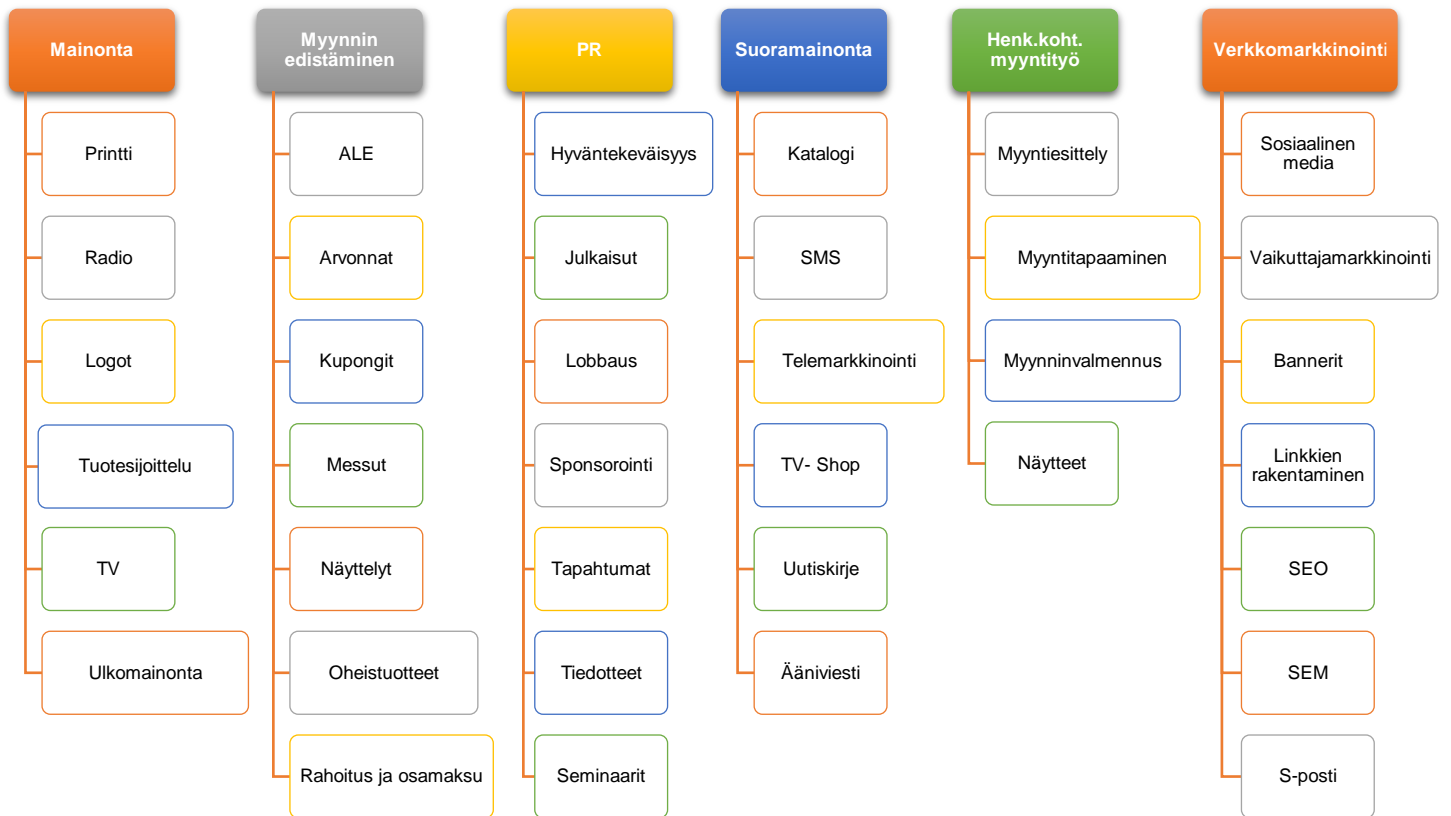 Mainonta
Printti
Radio
Logot
Tuotesijoittelu
TV
Ulkomainonta
Myynnin
edistäminen
ALE
Arvonnat
Kupongit
Messut
Näyttelyt
Oheistuotteet
Rahoitus ja osamaksu
PR
Hyväntekeväisyys
Julkaisut
Lobbaus
Sponsorointi
Tapahtumat
Tiedotteet
Seminaarit
Suoramainonta
Katalogi
SMS
Telemarkkinointi
TV- Shop
Uutiskirje
Ääniviesti
Henk.koht.
myyntityö
Myyntiesittely
Myyntitapaaminen
Myynninvalmennus
Näytteet
Verkkomarkkinointi
Sosiaalinen
media
Vaikuttajamarkkinointi
Bannerit
Linkkien
rakentaminen
SEO
SEM
S-posti